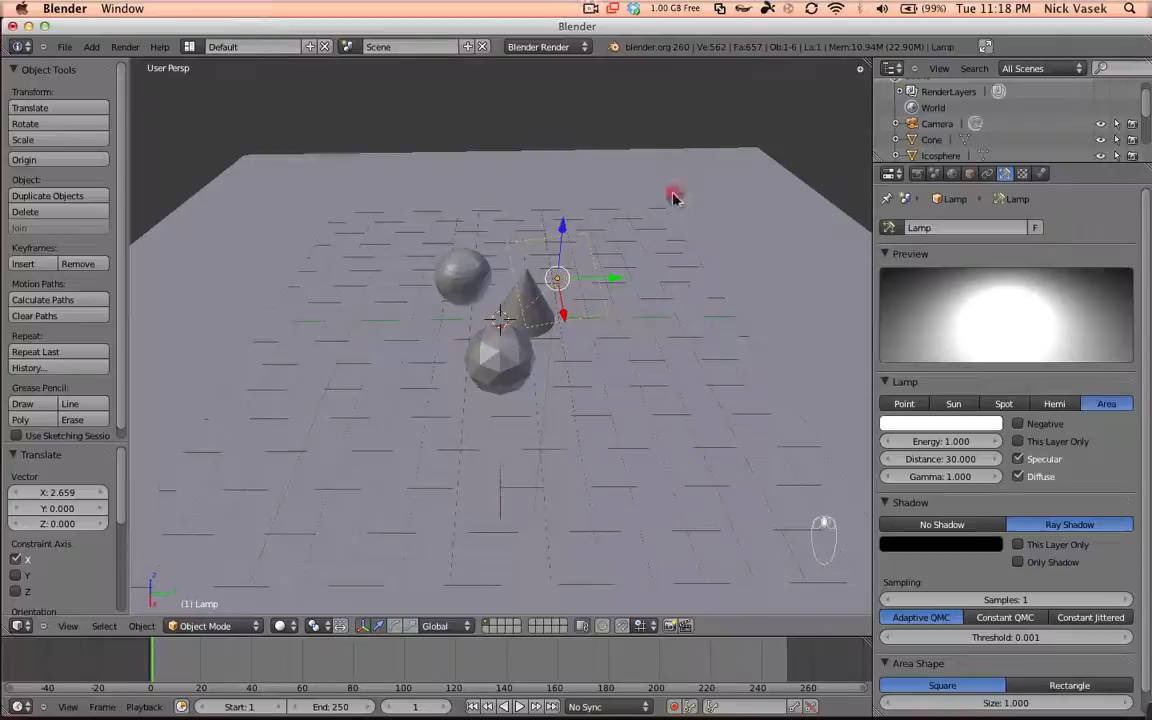 Blender Window 1.00 GB Free (99%) Tue 11:18 PM Nick Vasek
Blender
File Add Render Help Default Scene Blender Render blender.org 260 | Ve:562 | Fa:657 | Ob:1-6 | La:1 | Mem:10.94M (22.90M) | Lamp
Object Tools
Transform:
Translate
Rotate
Scale
Origin
Object:
Duplicate Objects
Delete
Join
Keyframes:
Insert Remove
Motion Paths:
Calculate Paths
Clear Paths
Repeat:
Repeat Last
History...
Grease Pencil:
Draw Line
Poly Erase
Use Sketching Sessio
Translate
Vector
X: 2.659
Y: 0.000
Z: 0.000
Constraint Axis
X
Y
Z
Orientation
User Persp
(1) Lamp
View Select Object Object Mode Global
View Search All Scenes
RenderLayers
World
Camera
Cone
Icosphere
Lamp Lamp
Lamp F
Preview
Lamp
Point Sun Spot Hemi Area
Negative
Energy: 1.000 This Layer Only
Distance: 30.000 Specular
Gamma: 1.000 Diffuse
Shadow
No Shadow Ray Shadow
This Layer Only
Only Shadow
Sampling:
Samples: 1
Adaptive QMC Constant QMC Constant Jittered
Threshold: 0.001
Area Shape
Square Rectangle
Size: 1.000
-40 -20 0 20 40 60 80 100 120 140 160 180 200 220 240 260
View Frame Playback Start: 1 End: 250 1 No Sync